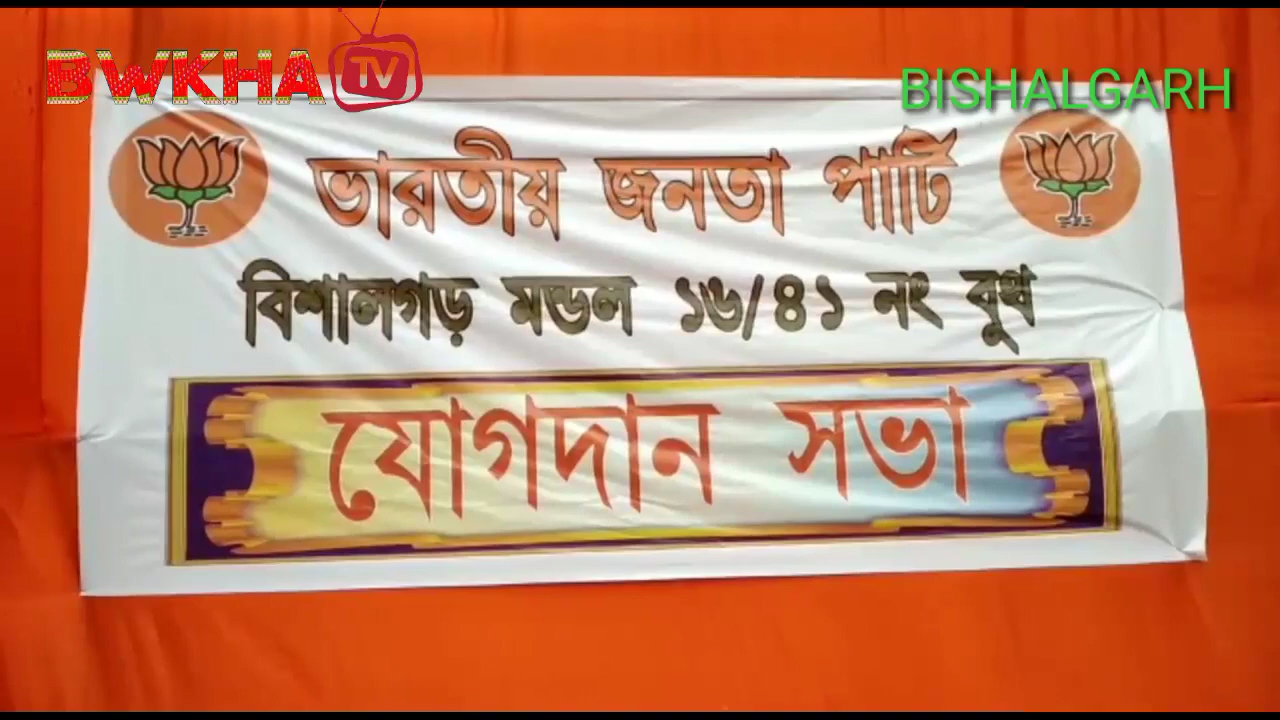 BWKHA TV
BISHALGARH
ভারতীয় জনতা পার্টি
বিশালগড় মন্ডল ১৬/৪১ নং বুথ
যোগদান সভা